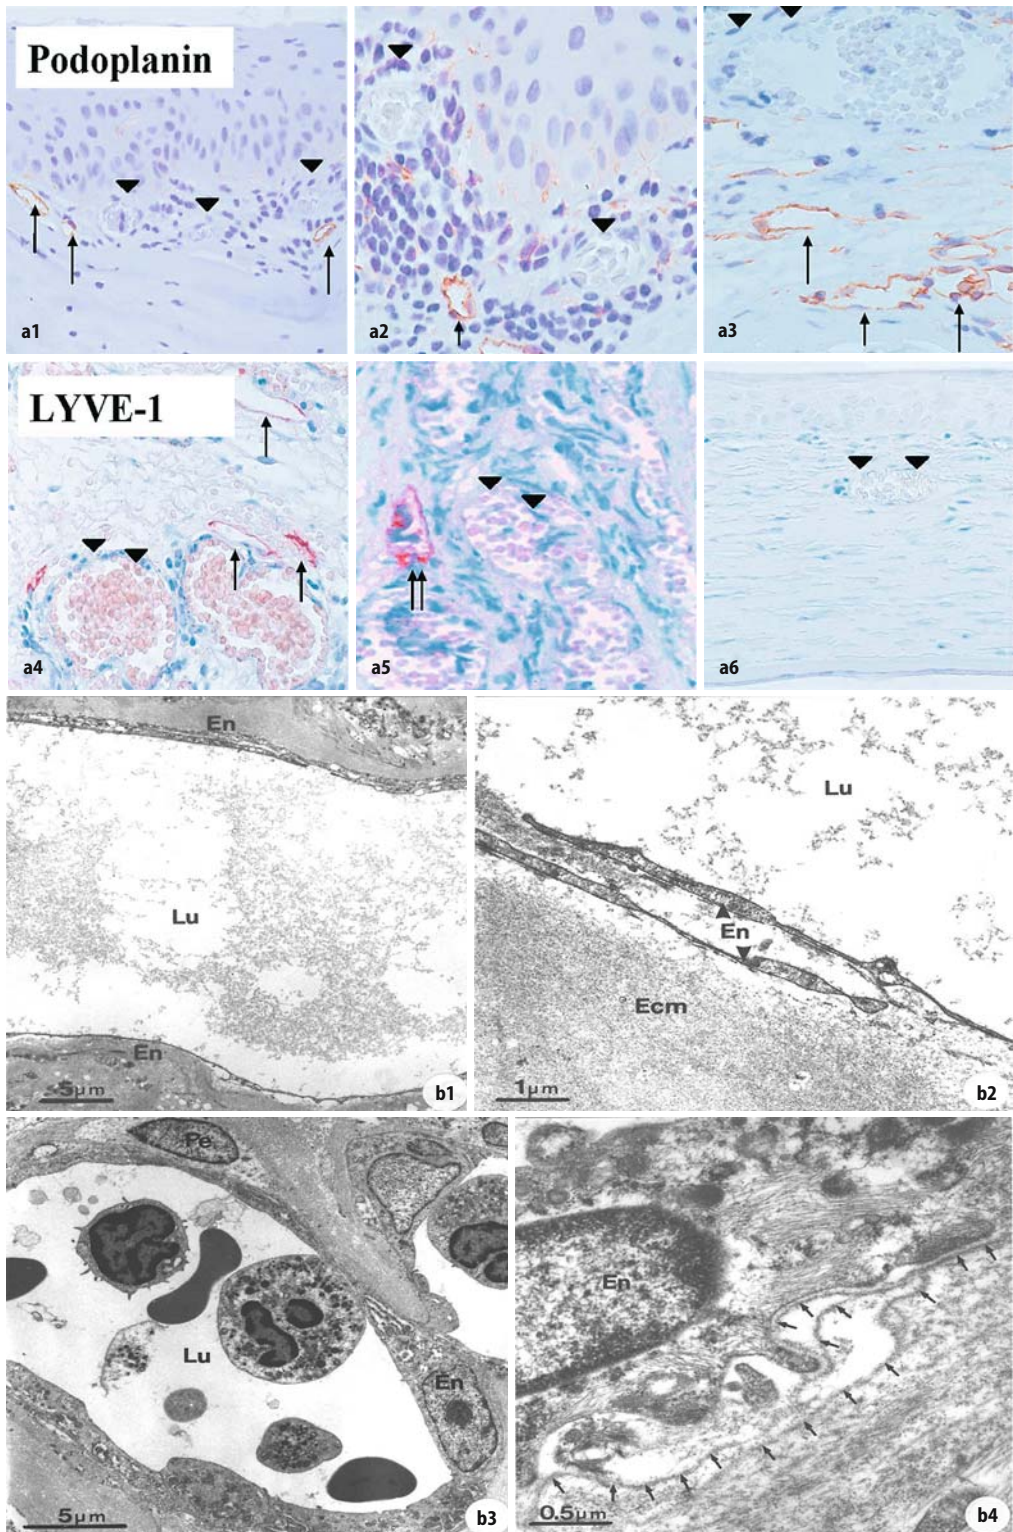 Podoplanin
a1
a2
a3
LYVE-1
a4
a5
a6
En
Lu
En
5μm
b1
Lu
En
Ecm
1μm
b2
Pe
Lu
En
5μm
b3
En
0.5μm
b4